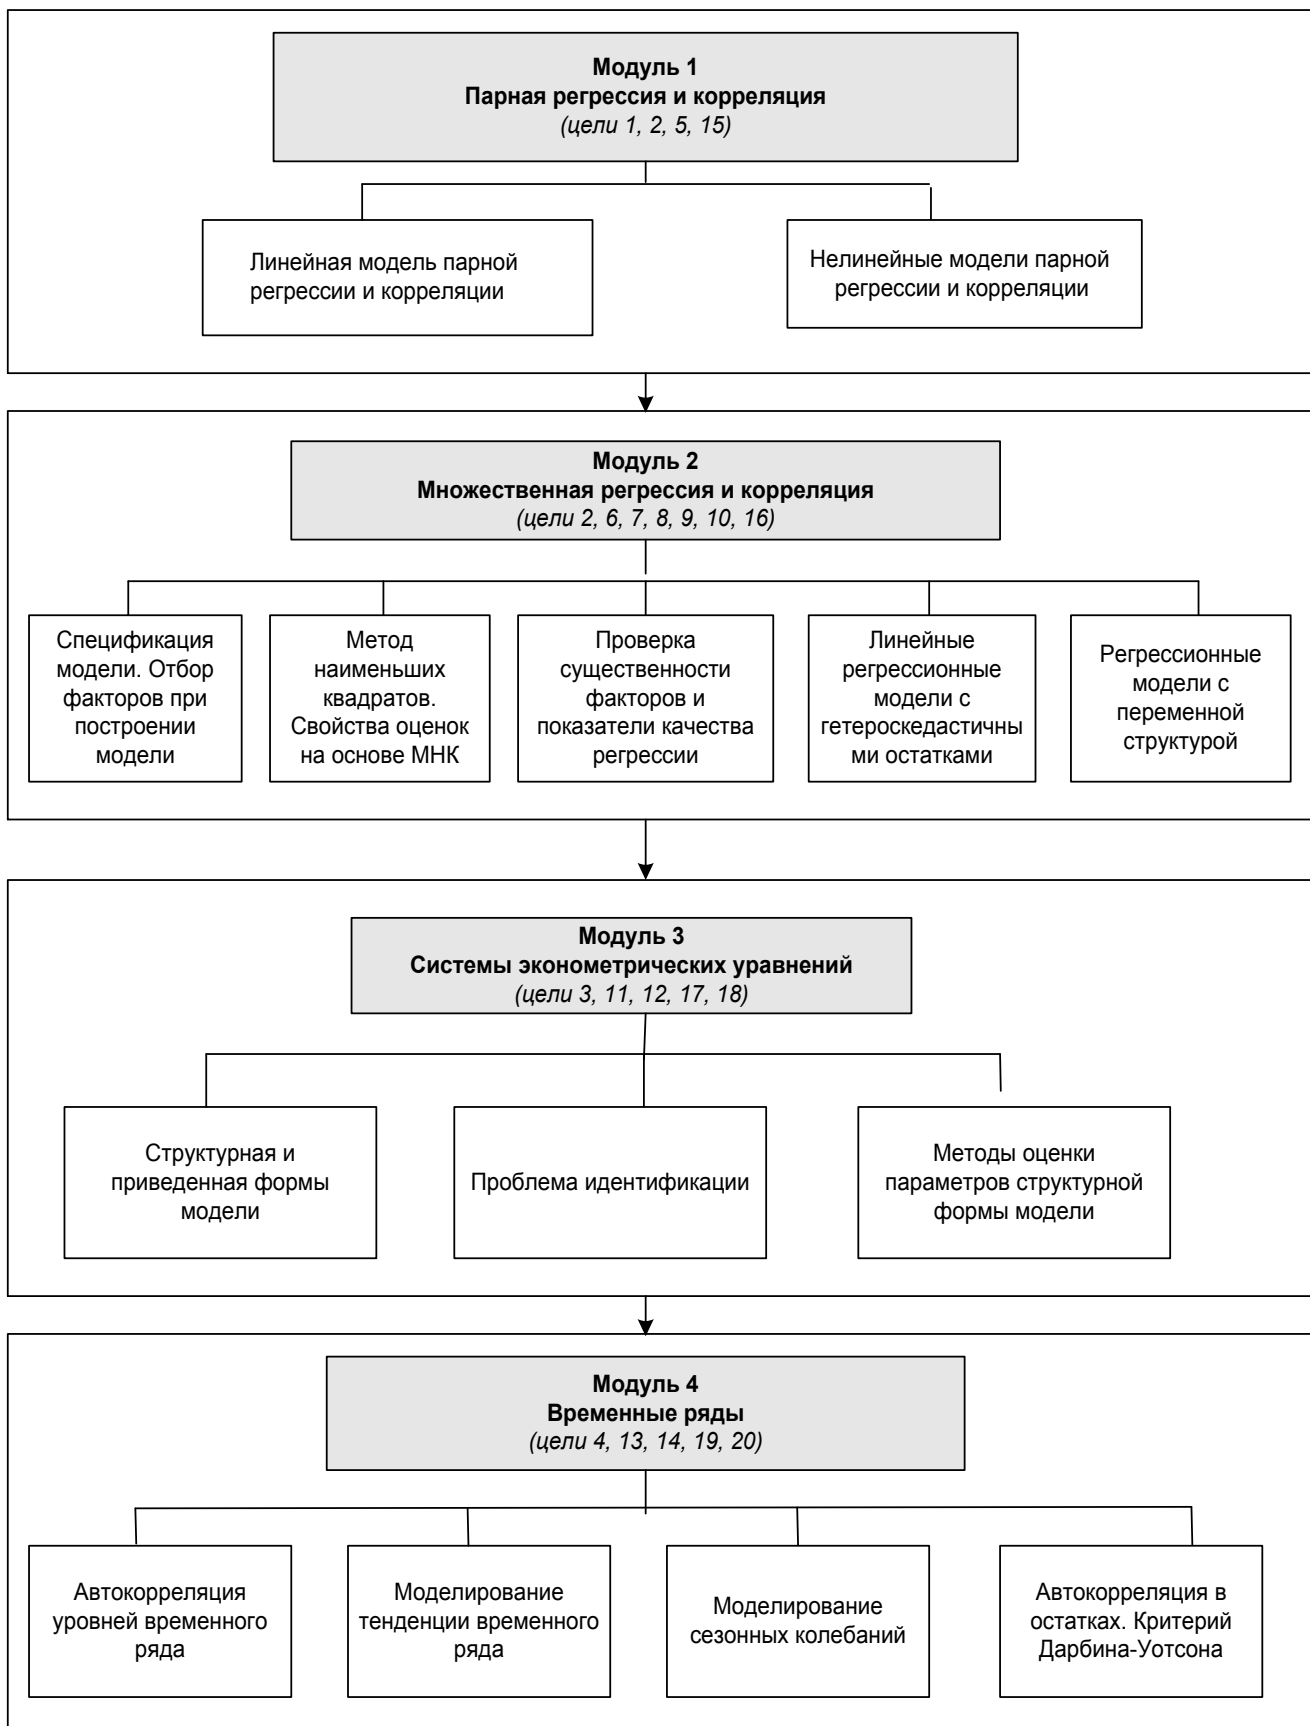 Модуль 1
Парная регрессия и корреляция
(цели 1, 2, 5, 15)
Линейная модель парной
регрессии и корреляции
Нелинейные модели парной
регрессии и корреляции
Модуль 2
Множественная регрессия и корреляция
(цели 2, 6, 7, 8, 9, 10, 16)
Спецификация
модели. Отбор
факторов при
построении
модели
Метод
наименьших
квадратов.
Свойства оценок
на основе МНК
Проверка
существенности
факторов и
показатели качества
регрессии
Линейные
регрессионные
модели с
гетероскедастичны
ми остатками
Регрессионные
модели с
переменной
структурой
Модуль 3
Системы эконометрических уравнений
(цели 3, 11, 12, 17, 18)
Структурная и
приведенная формы
модели
Проблема идентификации
Методы оценки
параметров структурной
формы модели
Модуль 4
Временные ряды
(цели 4, 13, 14, 19, 20)
Автокорреляция
уровней временного
ряда
Моделирование
тенденции временного
ряда
Моделирование
сезонных колебаний
Автокорреляция в
остатках. Критерий
Дарбина-Уотсона